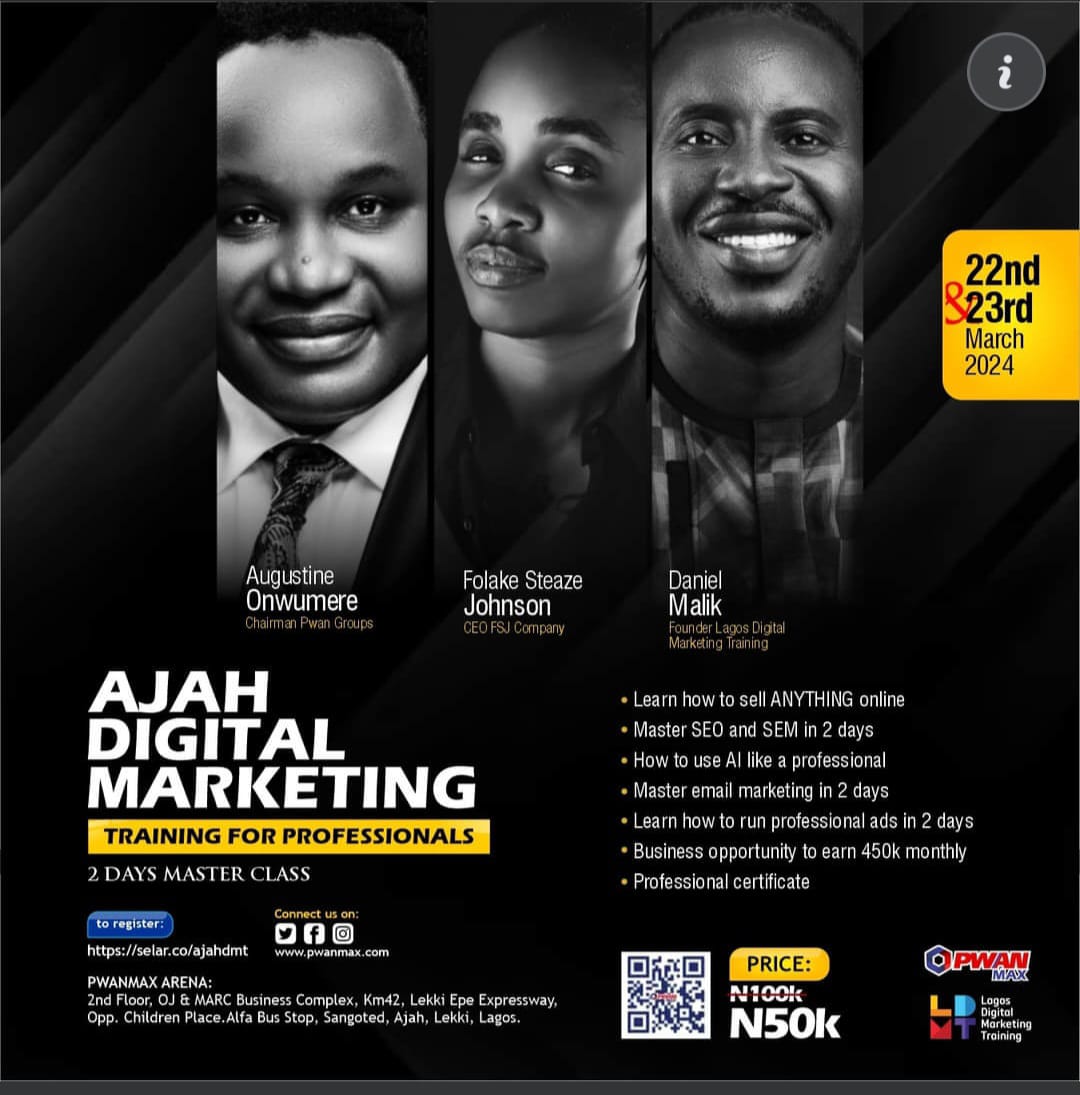 i
22nd
& 23rd
March
2024
Augustine
Onwumere
Chairman Pwan Groups
Folake Steaze
Johnson
CEO FSJ Company
Daniel
Malik
Founder Lagos Digital
Marketing Training
AJAH
DIGITAL
MARKETING
TRAINING FOR PROFESSIONALS
2 DAYS MASTER CLASS
• Learn how to sell ANYTHING online
• Master SEO and SEM in 2 days
• How to use AI like a professional
• Master email marketing in 2 days
• Learn how to run professional ads in 2 days
• Business opportunity to earn 450k monthly
• Professional certificate
to register:
https://selar.co/ajahdmt
Connect us on:
www.pwanmax.com
PWANMAX ARENA:
2nd Floor, OJ & MARC Business Complex, Km42, Lekki Epe Expressway,
Opp. Children Place.Alfa Bus Stop, Sangoted, Ajah, Lekki, Lagos.
PRICE:
N100k
N50k
PWAN
MAX
LD
MT
Lagos
Digital
Marketing
Training